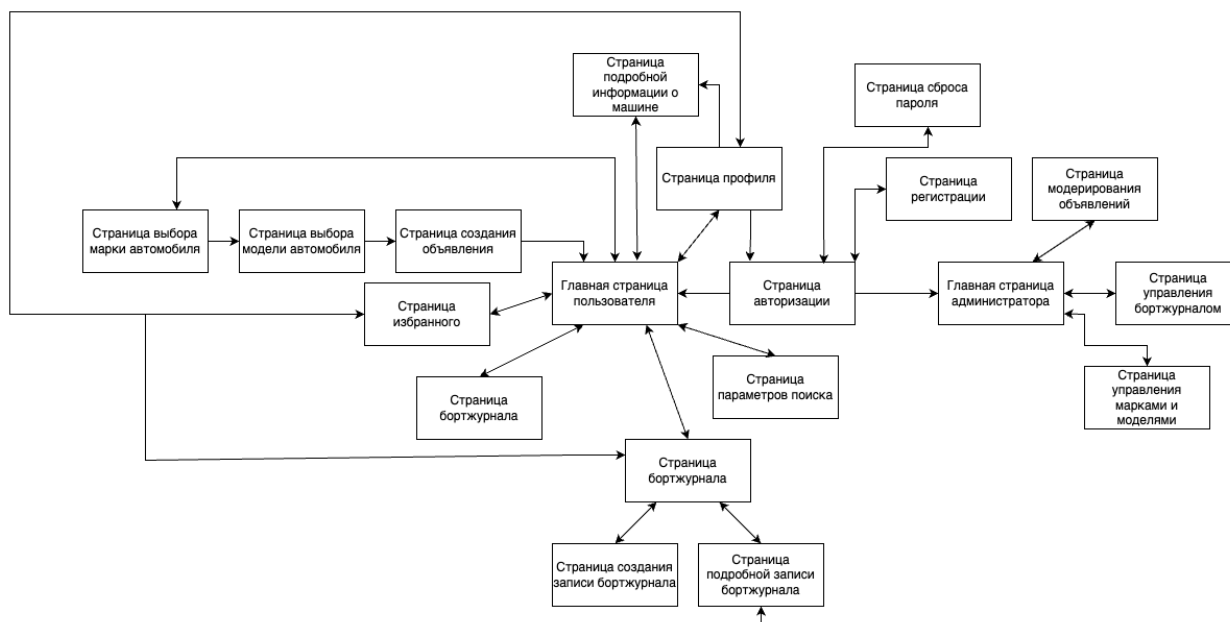 Страница
подробной
информации о
машине
Страница сброса
пароля
Страница профиля
Страница
регистрации
Страница
модерирования
объявлений
Страница выбора
марки автомобиля
Страница выбора
модели автомобиля
Страница создания
объявления
Главная страница
пользователя
Страница
авторизации
Главная страница
администратора
Страница
управления
бортжурналом
Страница
избранного
Страница
бортжурнала
Страница
параметров поиска
Страница
управления
марками и
моделями
Страница
бортжурнала
Страница создания
записи бортжурнала
Страница
подробной записи
бортжурнала